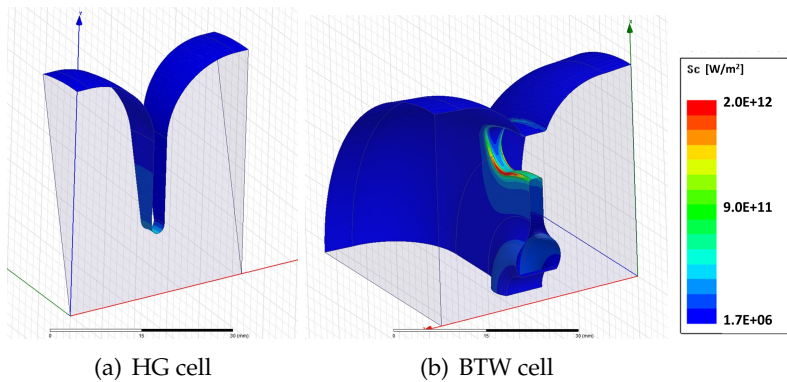 Y
0
15
30 (mm)
(a) HG cell
0
15
30 (mm)
(b) BTW cell
Sc [W/m²]
2.0E+12
9.0E+11
1.7E+06